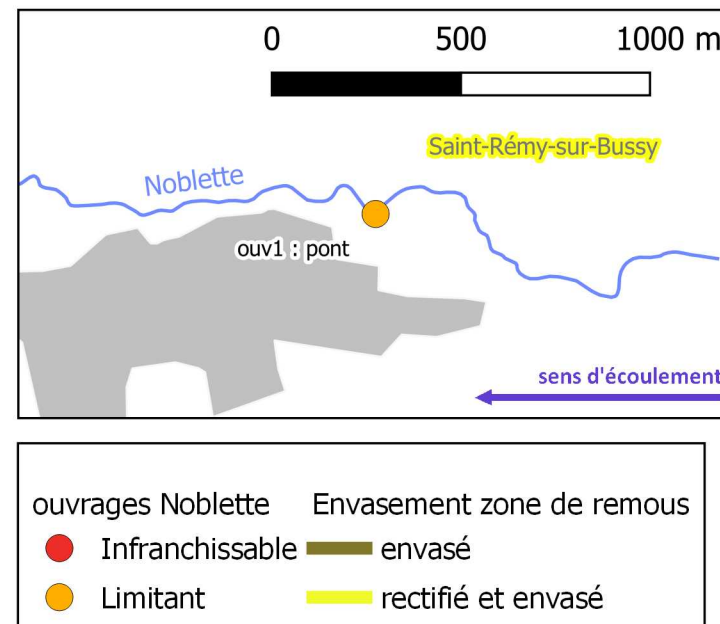 0 500 1000 m
Saint-Rémy-sur-Bussy
Noblette
ouv1 : pont
sens d'écoulement
ouvrages Noblette Envasement zone de remous
Infranchissable envasé
Limitant rectifié et envasé